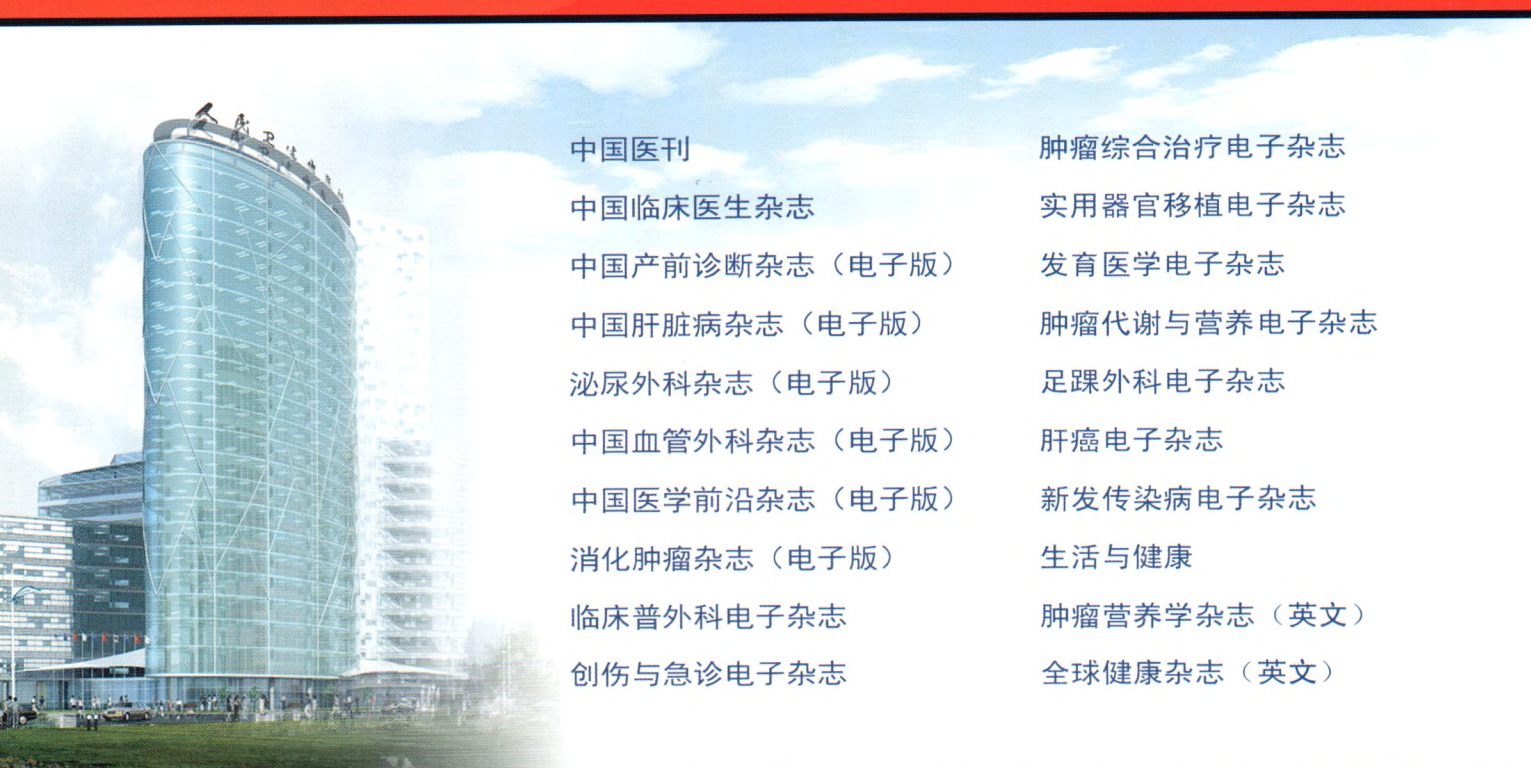 中国医刊
中国临床医生杂志
中国产前诊断杂志（电子版）
中国肝脏病杂志（电子版）
泌尿外科杂志（电子版）
中国血管外科杂志（电子版）
中国医学前沿杂志（电子版）
消化肿瘤杂志（电子版）
临床普外科电子杂志
创伤与急诊电子杂志
肿瘤综合治疗电子杂志
实用器官移植电子杂志
发育医学电子杂志
肿瘤代谢与营养电子杂志
足踝外科电子杂志
肝癌电子杂志
新发传染病电子杂志
生活与健康
肿瘤营养学杂志（英文）
全球健康杂志（英文）